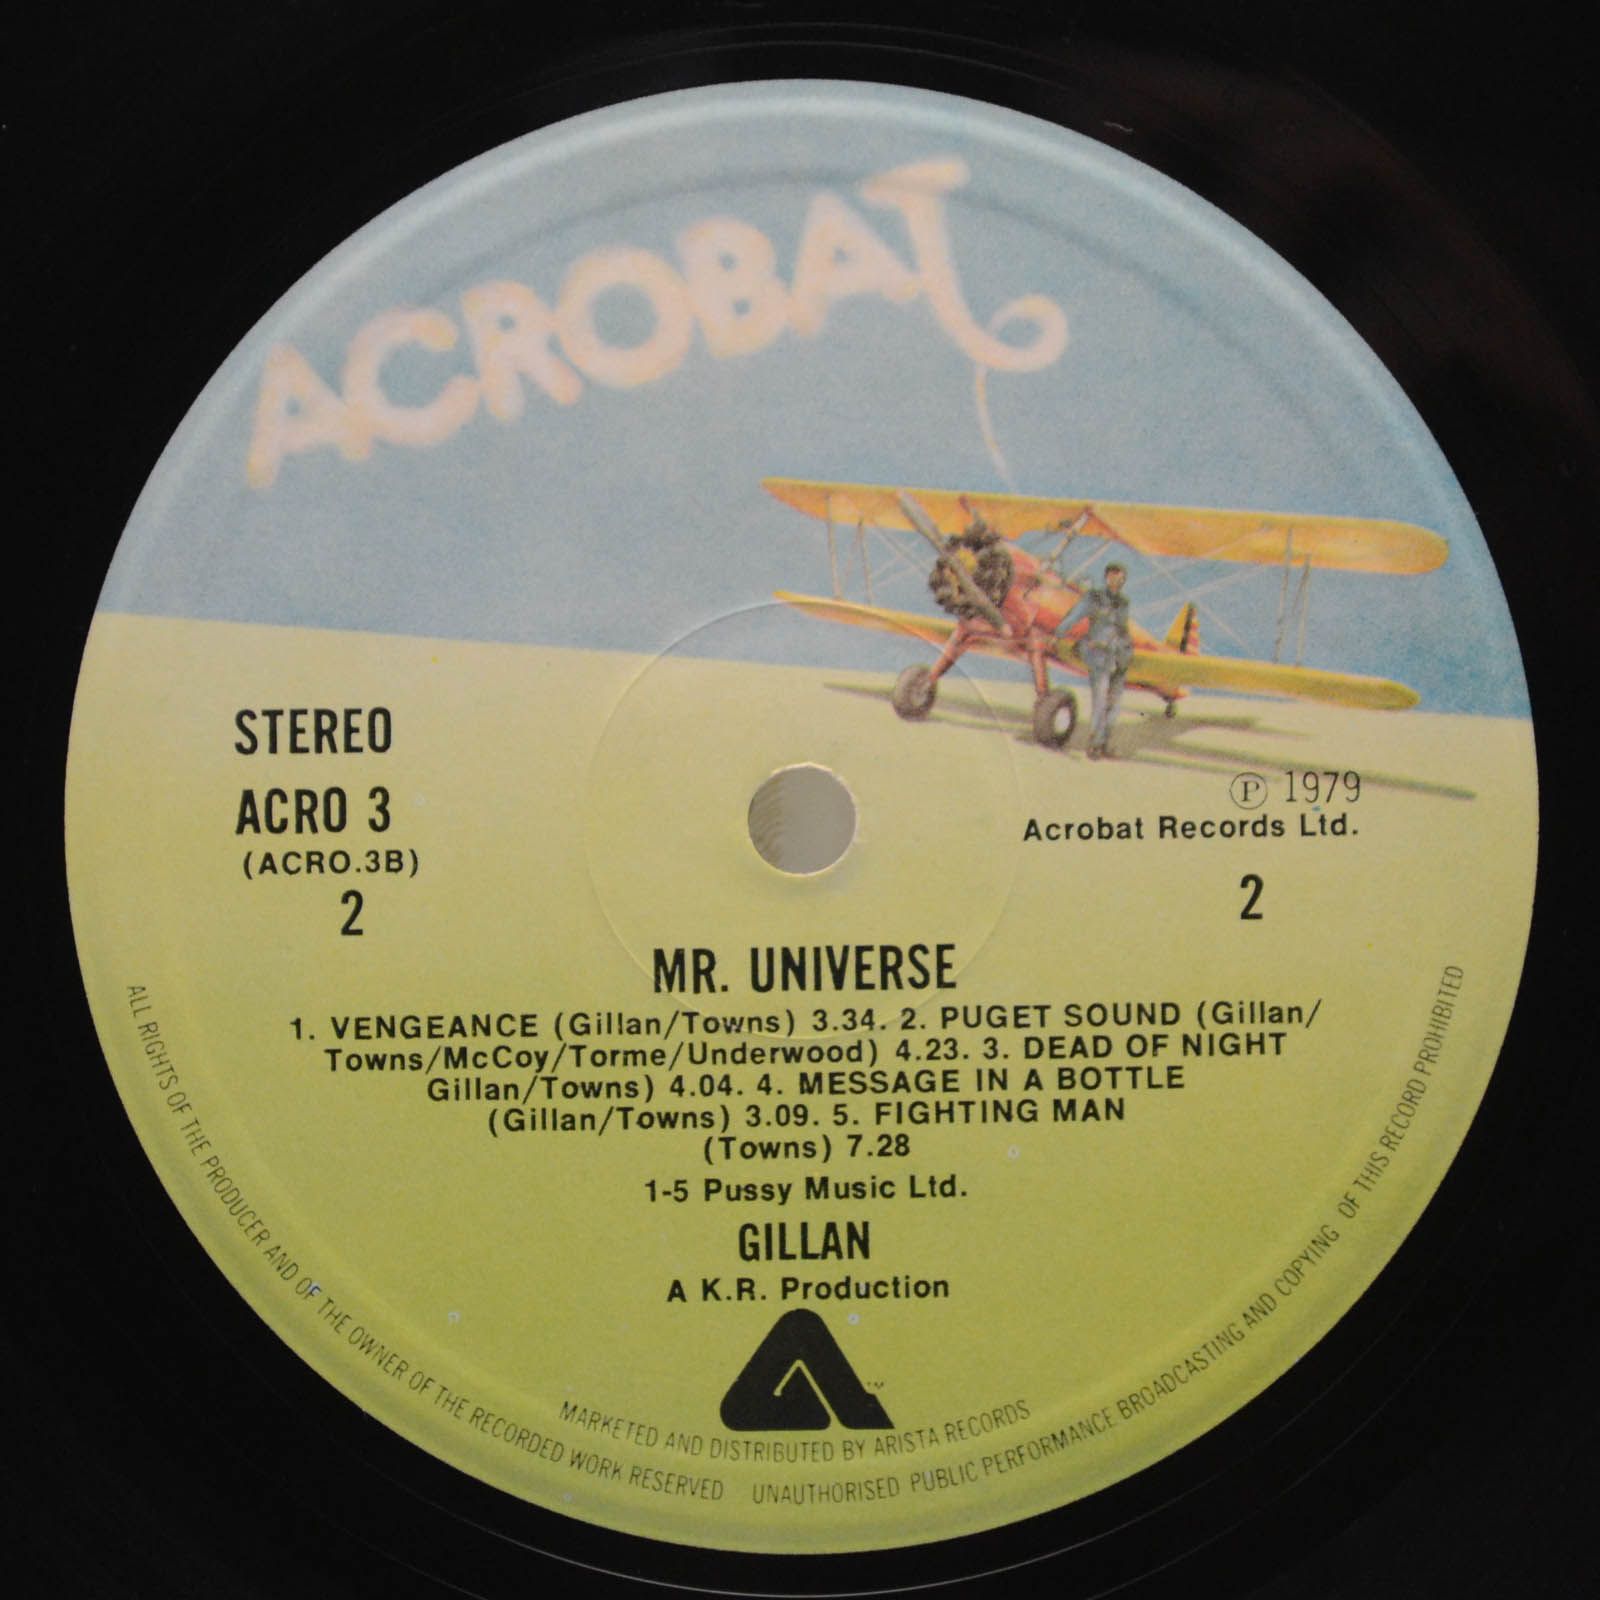 ACROBAT
STEREO
ACRO 3
(ACRO.3B)
2
Ⓟ 1979
Acrobat Records Ltd.
2
MR. UNIVERSE
1. VENGEANCE (Gillan/Towns) 3.34. 2. PUGET SOUND (Gillan/
Towns/McCoy/Torme/Underwood) 4.23. 3. DEAD OF NIGHT
Gillan/Towns) 4.04. 4. MESSAGE IN A BOTTLE
(Gillan/Towns) 3.09. 5. FIGHTING MAN
(Towns) 7.28
1-5 Pussy Music Ltd.
GILLAN
A K.R. Production
TM
MARKETED AND DISTRIBUTED BY ARISTA RECORDS
ALL RIGHTS OF THE PRODUCER AND OF THE OWNER OF THE RECORDED WORK RESERVED UNAUTHORISED PUBLIC PERFORMANCE BROADCASTING AND COPYING OF THIS RECORD PROHIBITED